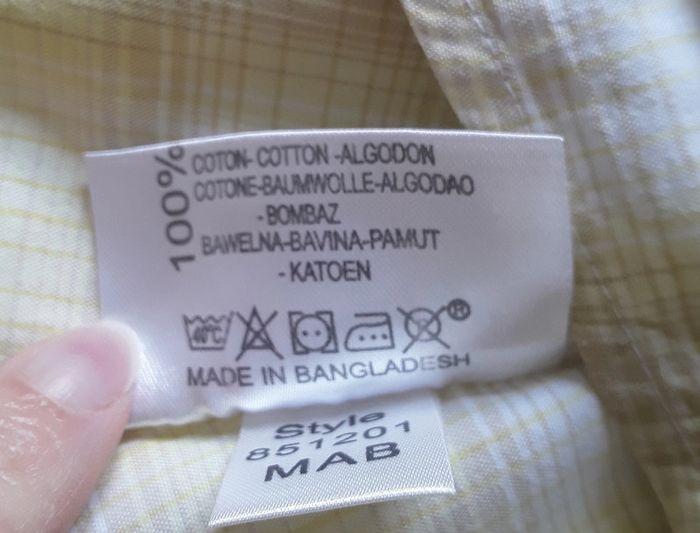 100%
COTON- COTTON -ALGODON
COTONE-BAUMWOLLE-ALGODAO
-BOMBAZ
BAWELNA-BAVINA-PAMUT
- KATOEN
40°C ®
MADE IN BANGLADESH
Style
851201
MAB